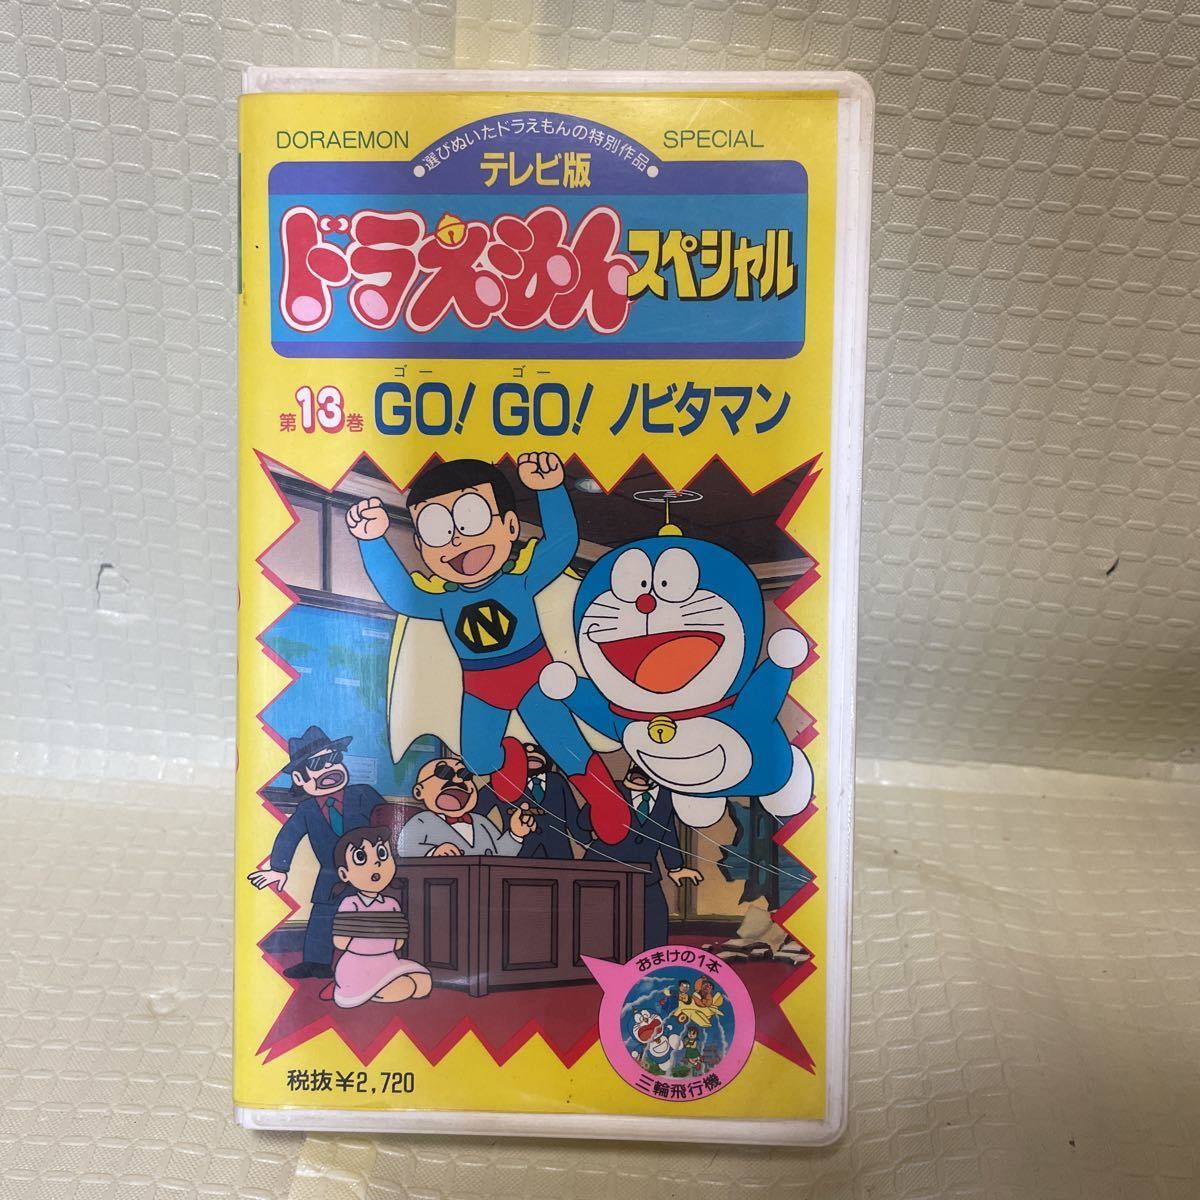 DORAEMON
SPECIAL
選びぬいたドラえもんの特別作品
テレビ版
ドラえもん スペシャル
ゴー ゴー
第13巻 GO! GO! ノビタマン
N
おまけの1本
三輪飛行機
税抜¥2,720